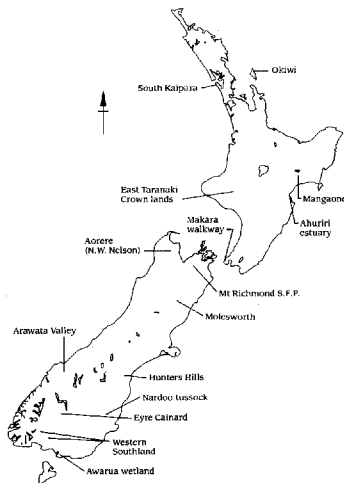 Okiwi
South Kaipara
East Taranaki
Crown lands
Mangaone
Makara
walkway
Ahuriri
estuary
Aorere
(N.W. Nelson)
Mt Richmond S.F.P.
Molesworth
Arawata Valley
Hunters Hills
Nardoo tussock
Eyre Cainard
Western
Southland
Awarua wetland